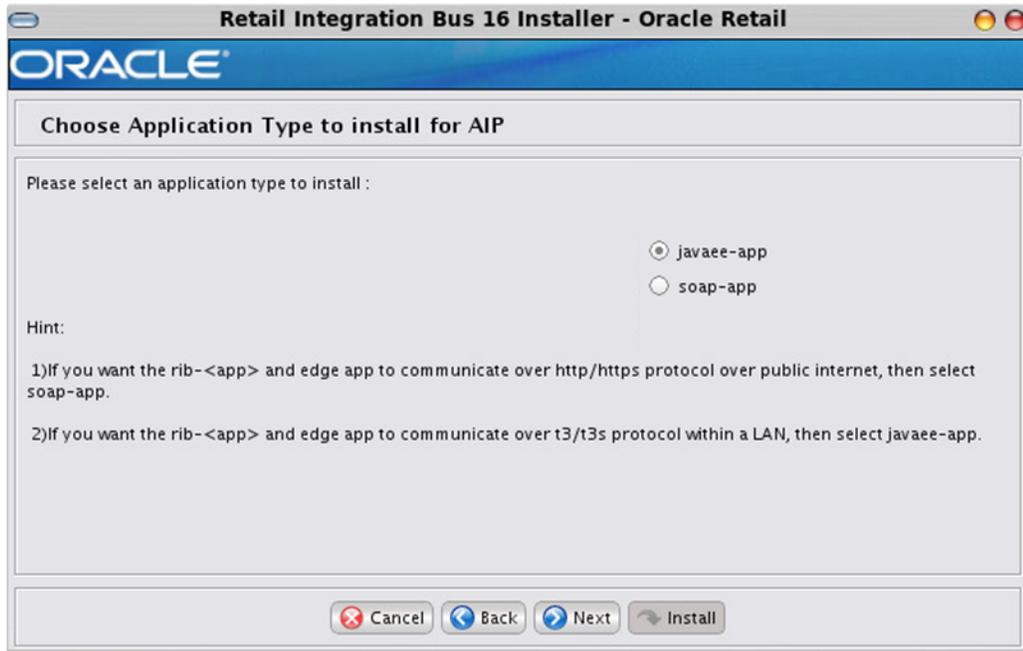 Retail Integration Bus 16 Installer - Oracle Retail
ORACLE®
Choose Application Type to install for AIP
Please select an application type to install :
javaee-app
soap-app
Hint:
1)If you want the rib-<app> and edge app to communicate over http/https protocol over public internet, then select
soap-app.
2)If you want the rib-<app> and edge app to communicate over t3/t3s protocol within a LAN, then select javaee-app.
Cancel Back Next Install